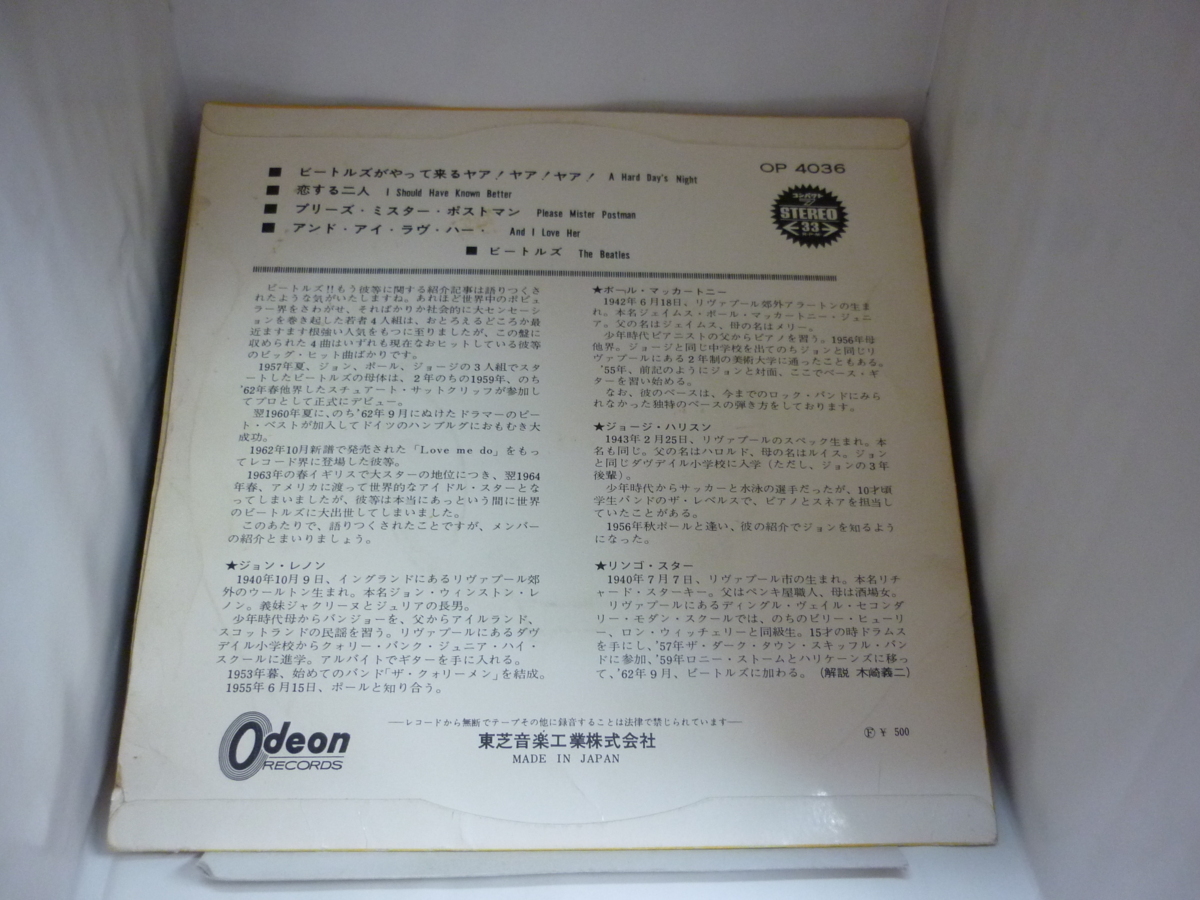 ■ ビートルズがやって来るヤア!ヤア!ヤア! A Hard Day's Night
■ 恋する二人 I Should Have Known Better
■ プリーズ・ミスター・ポストマン Please Mister Postman
■ アンド・アイ・ラヴ・ハー・ And I Love Her
■ ビートルズ The Beatles
OP 4036
コンパクト
STEREO
33
ビートルズ!!もう彼等に関する紹介記事は語りつくさ
れたような気がいたしますね。あれほど世界中のポピュ
ラー界をさわがせ、そればかりか社会的に大センセーシ
ョンを巻き起した若者4人組は、おとろえるどころか最
近ますます根強い人気をもつに至りましたが、この盤に
収められた4曲はいずれも現在なおヒットしている彼等
のビッグ・ヒット曲ばかりです。
1957年夏、ジョン、ポール、ジョージの3人組でスタ
ートしたビートルズの母体は、2年のちの1959年、のち
'62年春他界したスチュアート・サットクリッフが参加し
てプロとして正式にデビュー。
翌1960年夏に、のち'62年9月にぬけたドラマーのピー
ト・ベストが加入してドイツのハンブルグにおもむき大
成功。
1962年10月新譜で発売された「Love me do」をもっ
てレコード界に登場した彼等。
1963年の春イギリスで大スターの地位につき、翌1964
年春、アメリカに渡って世界的なアイドル・スターとな
ってしまいましたが、彼等は本当にあっという間に世界
のビートルズに大出世してしまいました。
このあたりで、語りつくされたことですが、メンバー
の紹介とまいりましょう。
★ジョン・レノン
1940年10月9日、イングランドにあるリヴァプール郊
外のウールトン生まれ。本名ジョン・ウィンストン・レ
ノン。義妹ジャクリーヌとジュリアの長男。
少年時代母からバンジョーを、父からアイルランド、
スコットランドの民謡を習う。リヴァプールにあるダヴ
デイル小学校からクォリー・バンク・ジュニア・ハイ・
スクールに進学。アルバイトでギターを手に入れる。
1953年暮、始めてのバンド「ザ・クォリーメン」を結成。
1955年6月15日、ポールと知り合う。
★ポール・マッカートニー
1942年6月18日、リヴァプール郊外アラートンの生ま
れ。本名ジェイムス・ポール・マッカートニー・ジュニ
ア。父の名はジェイムス、母の名はメリー。
少年時代ピアニストの父からピアノを習う。1956年母
他界。ジョージと同じ中学校を出てのちジョンと同じリ
ヴァプールにある2年制の美術大学に通ったこともある。
'55年、前記のようにジョンと対面、ここでベース・ギ
ターを習い始める。
なお、彼のベースは、今までのロック・バンドにみら
れなかった独特のベースの弾き方をしております。
★ジョージ・ハリスン
1943年2月25日、リヴァプールのスペック生まれ。本
名も同じ。父の名はハロルド、母の名はルイス。ジョン
と同じダヴデイル小学校に入学(ただし、ジョンの3年
後輩)。
少年時代からサッカーと水泳の選手だったが、10才頃
学生バンドのザ・レベルスで、ピアノとスネアを担当し
ていたことがある。
1956年秋ポールと逢い、彼の紹介でジョンを知るよう
になった。
★リンゴ・スター
1940年7月7日、リヴァプール市の生まれ。本名リチ
ャード・スターキー。父はペンキ屋職人、母は酒場女。
リヴァプールにあるディングル・ヴェイル・セコンダ
リー・モダン・スクールでは、のちのビリー・ヒューリ
ー、ロン・ウィッチェリーと同級生。15才の時ドラムス
を手にし、'57年ザ・ダーク・タウン・スキッフル・バン
ドに参加、'59年ロニー・ストームとハリケーンズに移っ
て、'62年9月、ビートルズに加わる。(解説 木崎義二)
Odeon
RECORDS
―レコードから無断でテープその他に録音することは法律で禁じられています―
東芝音楽工業株式会社
MADE IN JAPAN
Ⓕ¥ 500